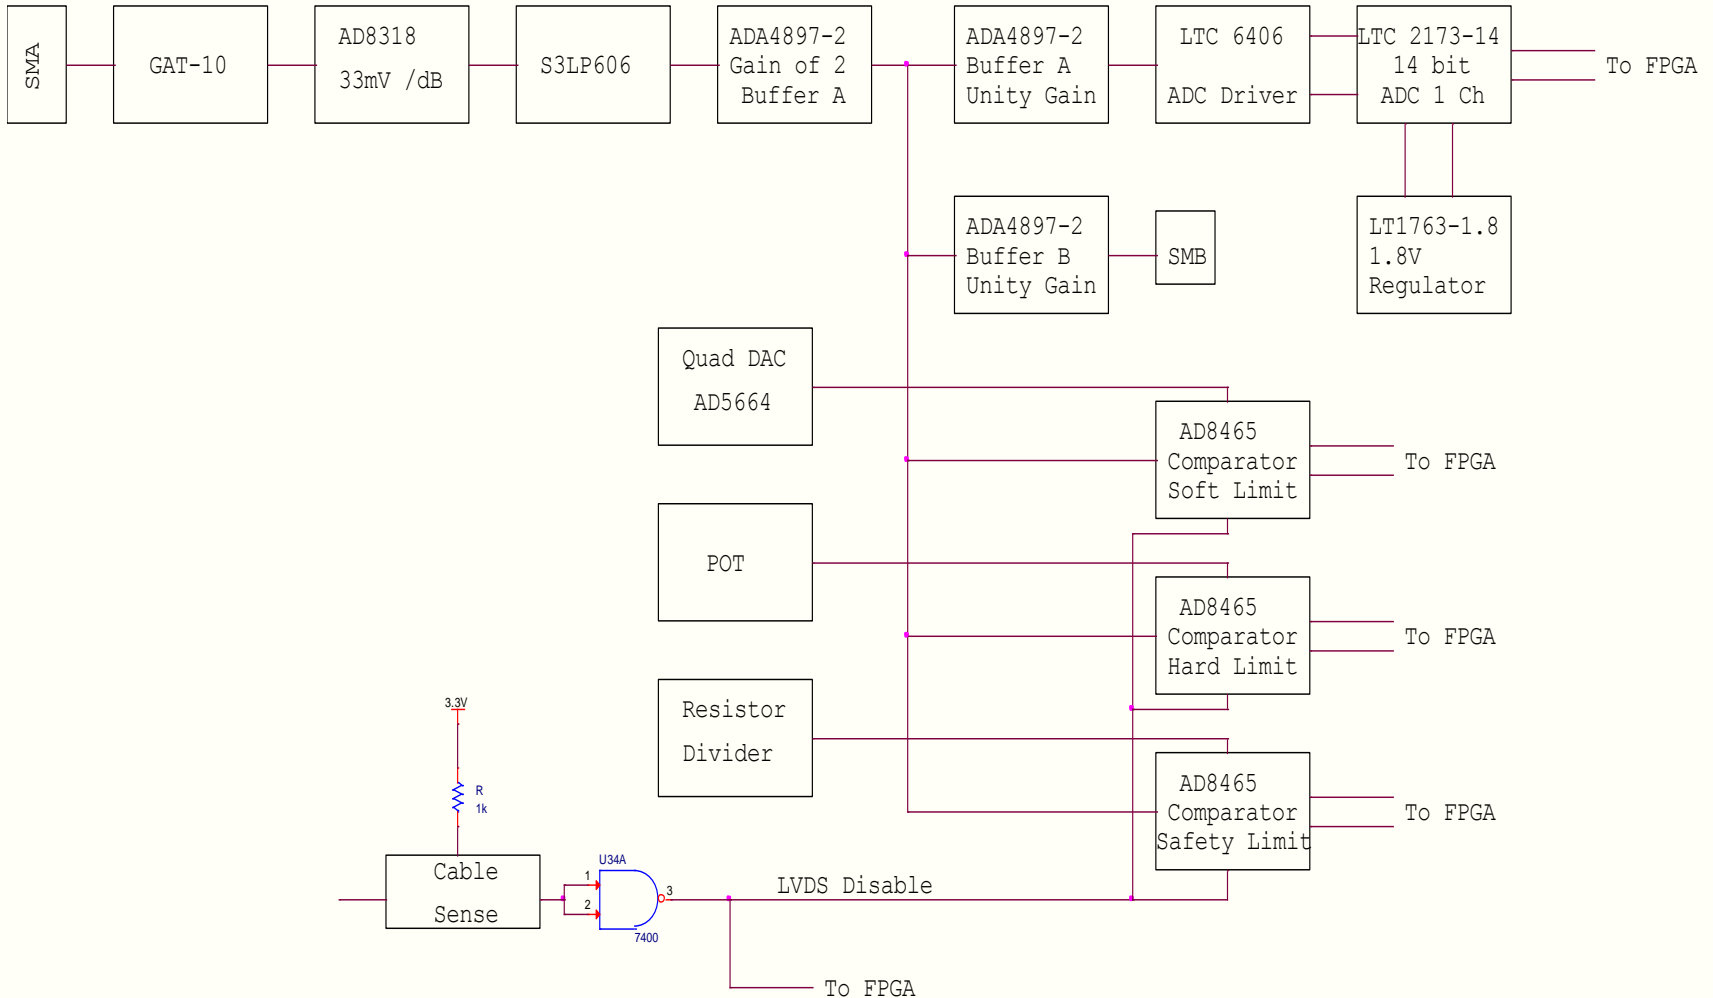 SMA
GAT-10
AD8318
33mV /dB
S3LP606
ADA4897-2
Gain of 2
Buffer A
ADA4897-2
Buffer A
Unity Gain
LTC 6406
ADC Driver
LTC 2173-14
14 bit
ADC 1 Ch
To FPGA
ADA4897-2
Buffer B
Unity Gain
SMB
LT1763-1.8
1.8V
Regulator
Quad DAC
AD5664
AD8465
Comparator
Soft Limit
To FPGA
POT
AD8465
Comparator
Hard Limit
To FPGA
Resistor
Divider
AD8465
Comparator
Safety Limit
To FPGA
3.3V
R
1k
Cable
Sense
U34A
1
2
3
7400
LVDS Disable
To FPGA